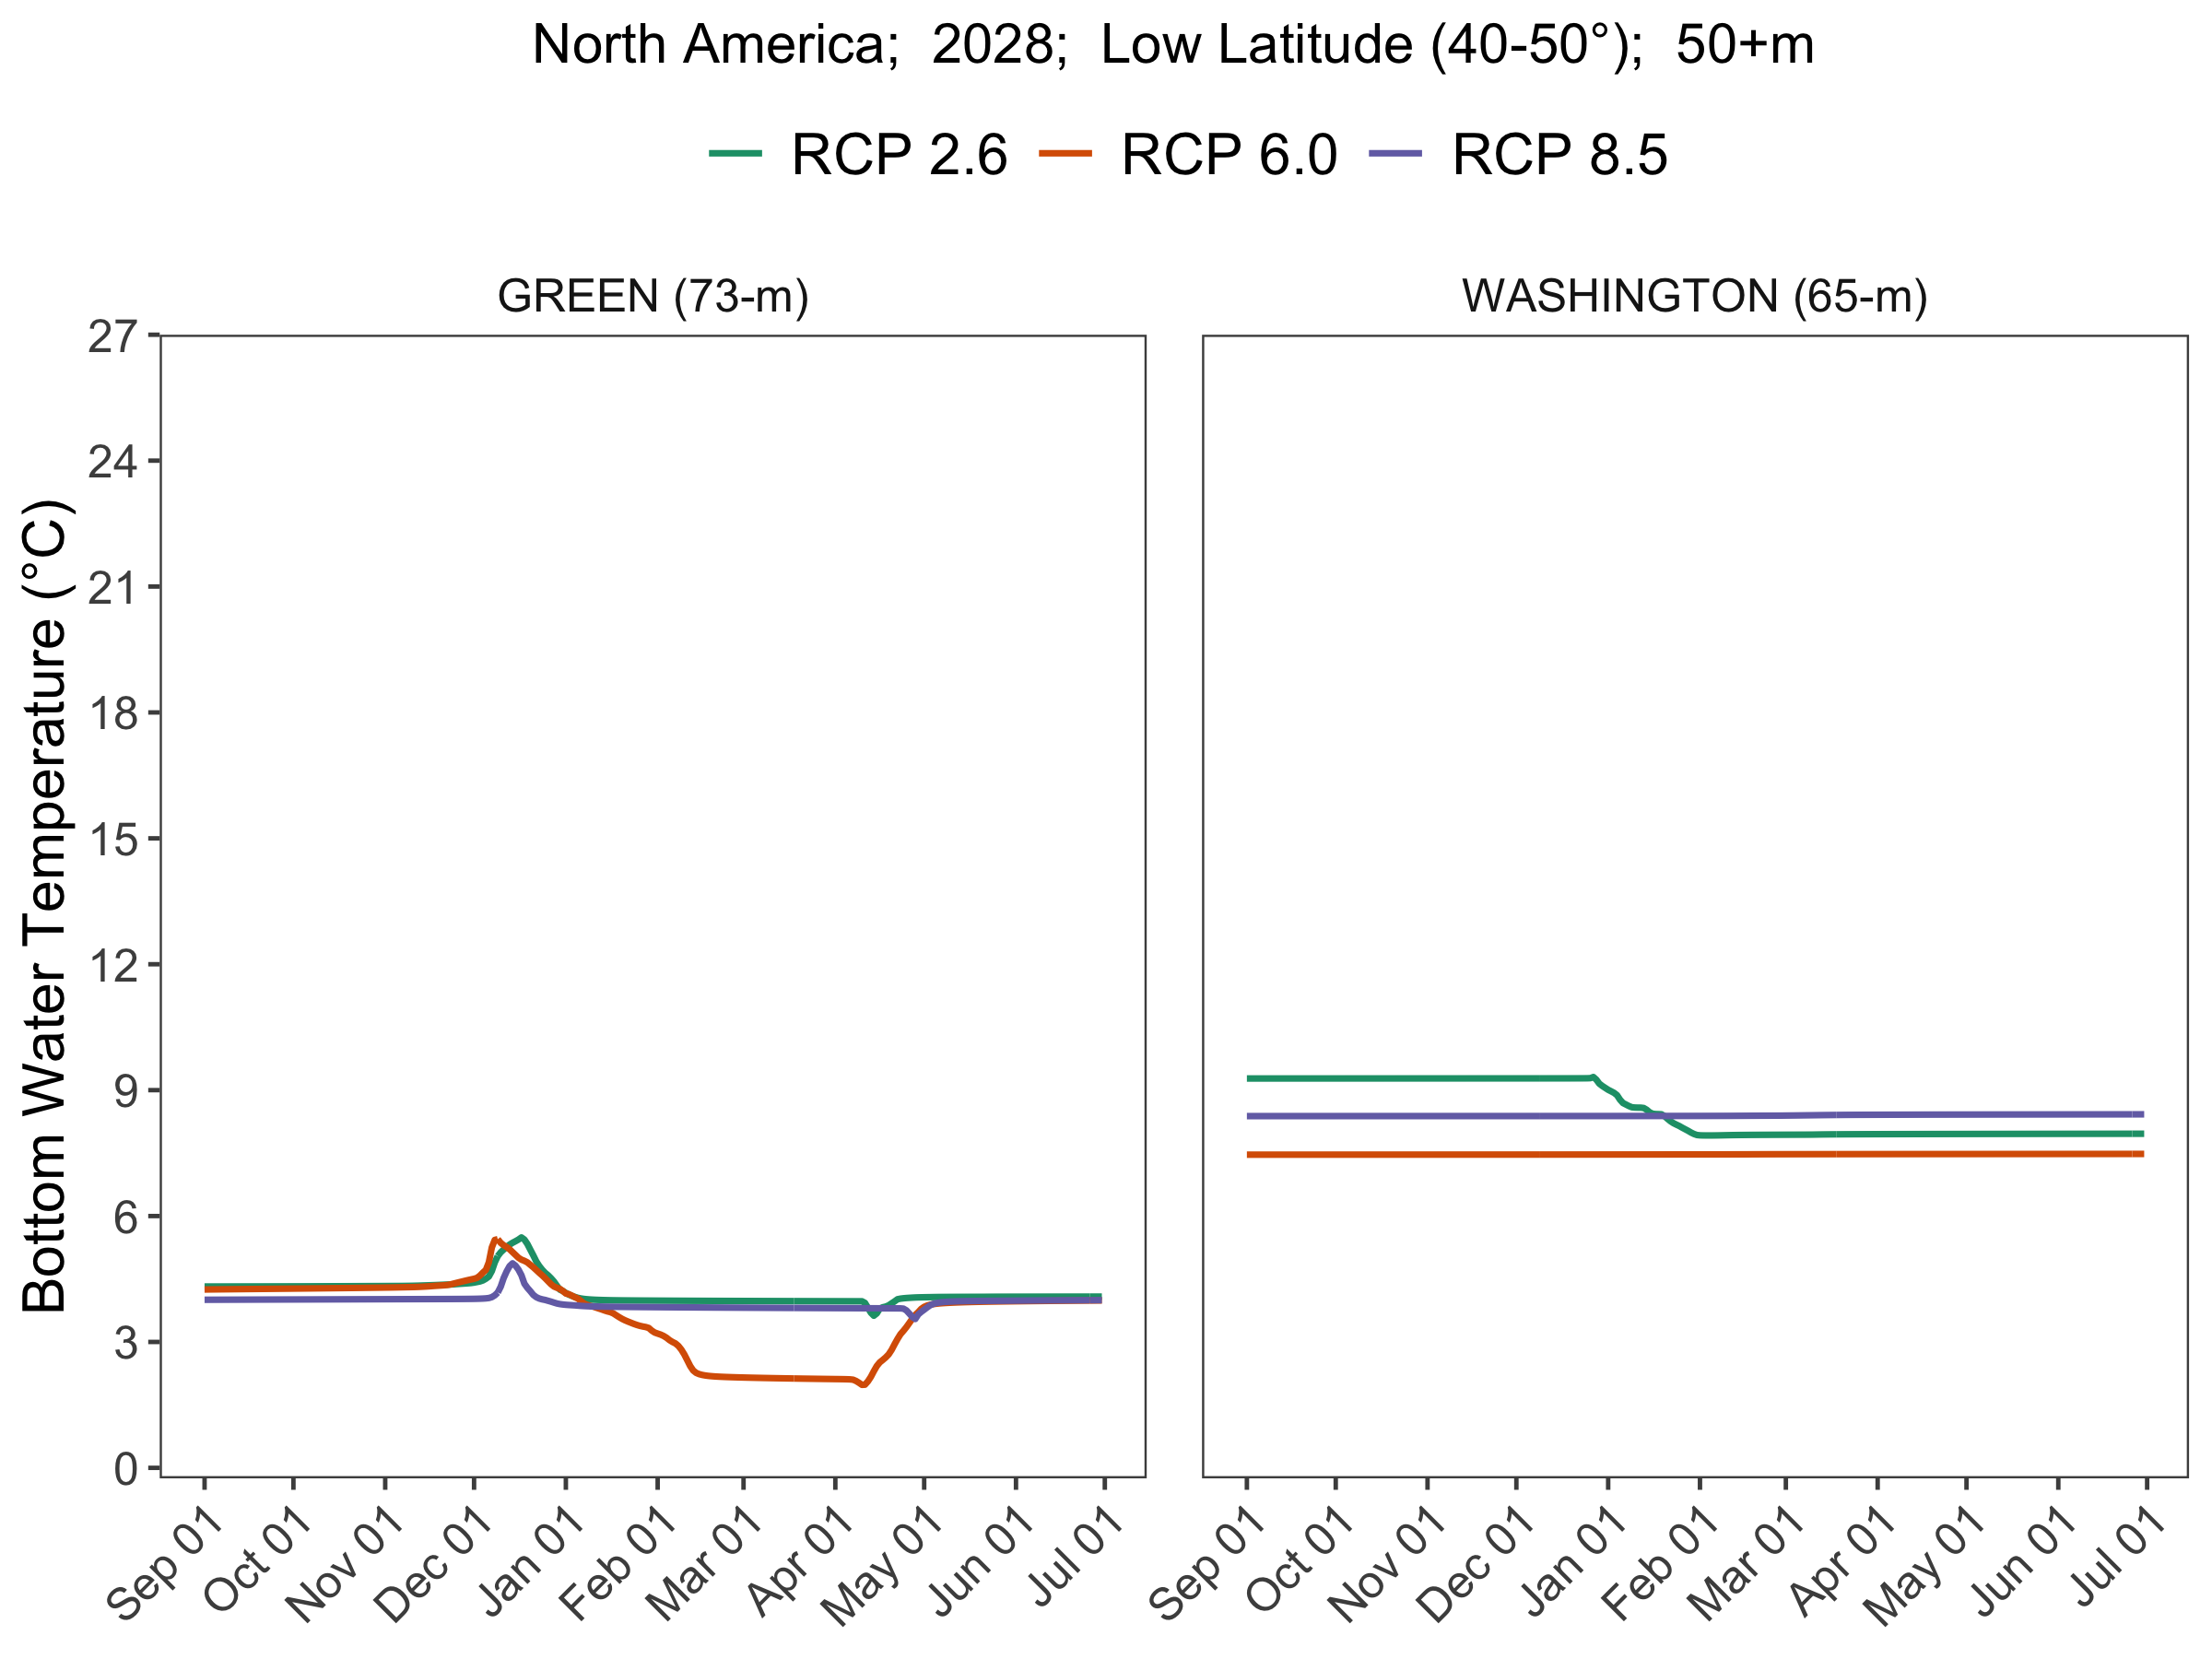 North America;  2028;  Low Latitude (40-50°);  50+m
RCP 2.6 RCP 6.0 RCP 8.5
GREEN (73-m)
WASHINGTON (65-m)
Bottom Water Temperature (°C)
27
24
21
18
15
12
9
6
3
0
Sep 01 Oct 01 Nov 01 Dec 01 Jan 01 Feb 01 Mar 01 Apr 01 May 01 Jun 01 Jul 01
Sep 01 Oct 01 Nov 01 Dec 01 Jan 01 Feb 01 Mar 01 Apr 01 May 01 Jun 01 Jul 01